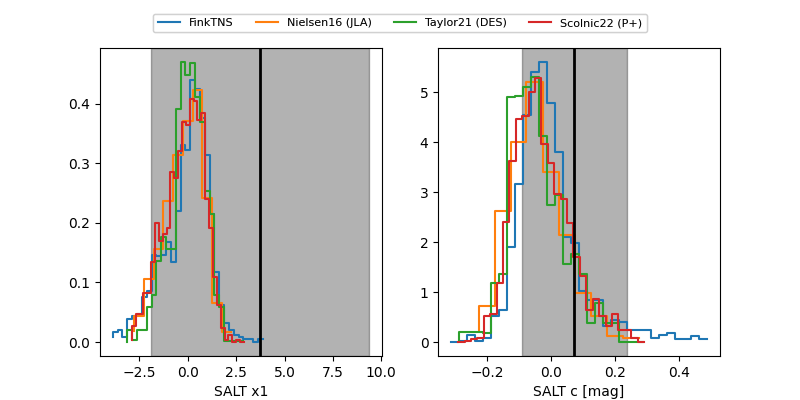 FinkTNS Nielsen16 (JLA) Taylor21 (DES) Scolnic22 (P+)
0.4
0.3
0.2
0.1
0.0
−2.5 0.0 2.5 5.0 7.5 10.0
SALT x1
5
4
3
2
1
0
−0.2 0.0 0.2 0.4
SALT c [mag]